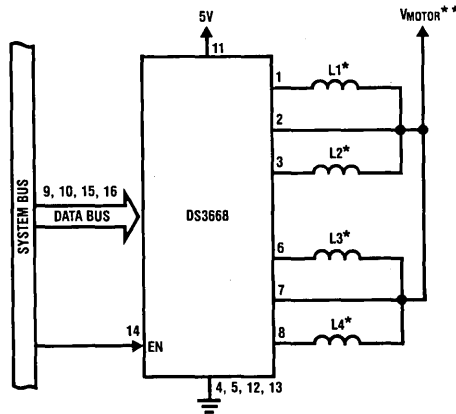 5V
VMOTOR**
11
1
L1*
2
3
L2*
9, 10, 15, 16
DATA BUS
SYSTEM BUS
DS3668
6
L3*
7
14
EN
8
L4*
4, 5, 12, 13